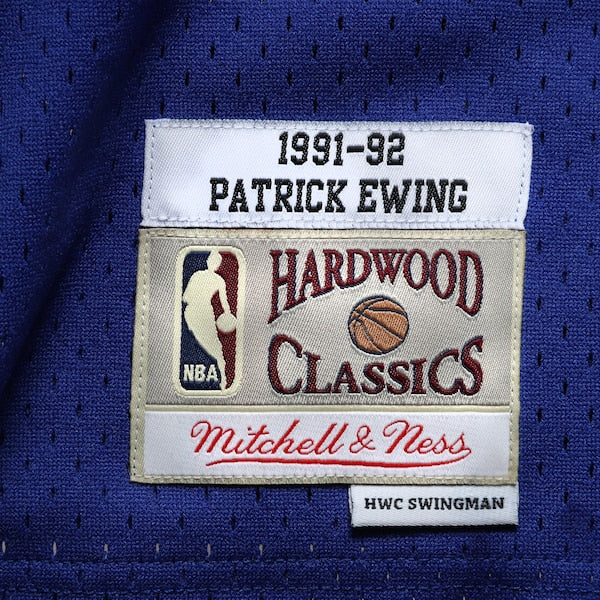 1991-92
PATRICK EWING
NBA
HARDWOOD
CLASSICS
Mitchell & Ness
HWC SWINGMAN